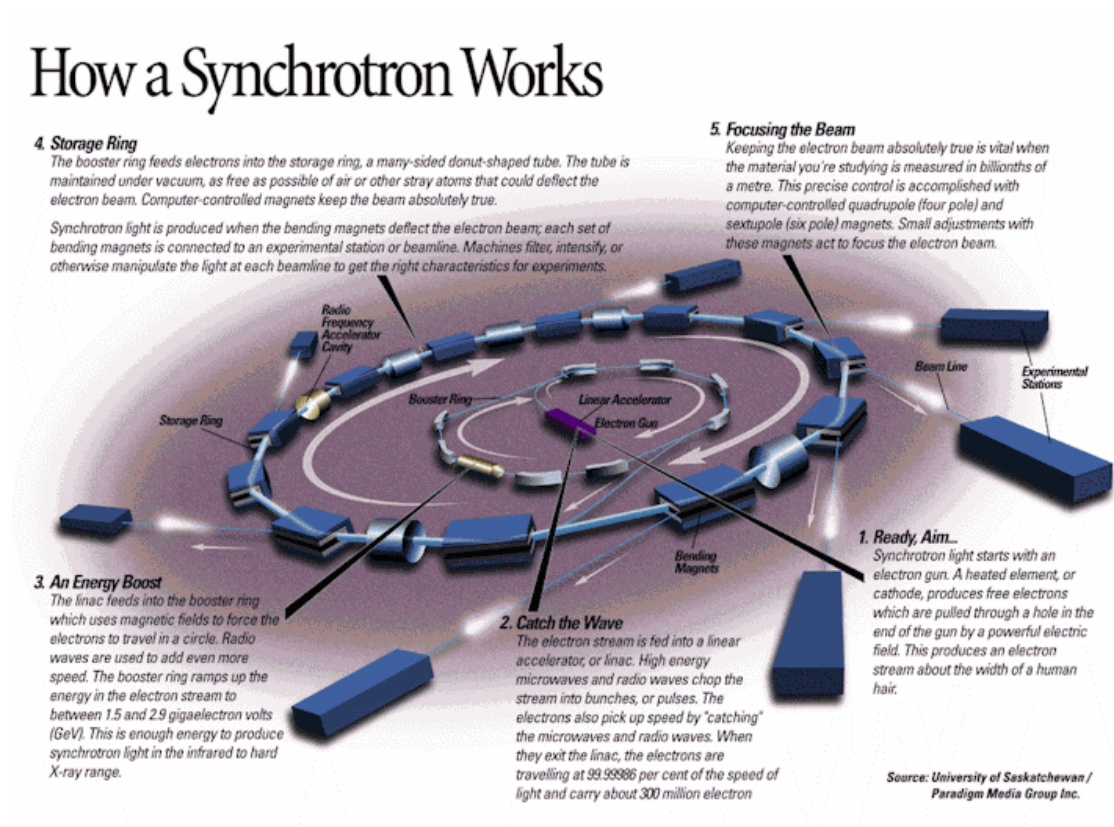 How a Synchrotron Works
4. Storage Ring
The booster ring feeds electrons into the storage ring, a many-sided donut-shaped tube. The tube is
maintained under vacuum, as free as possible of air or other stray atoms that could deflect the
electron beam. Computer-controlled magnets keep the beam absolutely true.
Synchrotron light is produced when the bending magnets deflect the electron beam; each set of
bending magnets is connected to an experimental station or beamline. Machines filter, intensify, or
otherwise manipulate the light at each beamline to get the right characteristics for experiments.
5. Focusing the Beam
Keeping the electron beam absolutely true is vital when
the material you're studying is measured in billionths of
a metre. This precise control is accomplished with
computer-controlled quadrupole (four pole) and
sextupole (six pole) magnets. Small adjustments with
these magnets act to focus the electron beam.
Radio
Frequency
Accelerator
Cavity
Storage Ring
Booster Ring
Linear Accelerator
Electron Gun
Beam Line
Experimental
Stations
Bending
Magnets
1. Ready, Aim...
Synchrotron light starts with an
electron gun. A heated element, or
cathode, produces free electrons
which are pulled through a hole in the
end of the gun by a powerful electric
field. This produces an electron
stream about the width of a human
hair.
3. An Energy Boost
The linac feeds into the booster ring
which uses magnetic fields to force the
electrons to travel in a circle. Radio
waves are used to add even more
speed. The booster ring ramps up the
energy in the electron stream to
between 1.5 and 2.9 gigaelectron volts
(GeV). This is enough energy to produce
synchrotron light in the infrared to hard
X-ray range.
2. Catch the Wave
The electron stream is fed into a linear
accelerator, or linac. High energy
microwaves and radio waves chop the
stream into bunches, or pulses. The
electrons also pick up speed by "catching"
the microwaves and radio waves. When
they exit the linac, the electrons are
travelling at 99.99986 per cent of the speed of
light and carry about 300 million electron
Source: University of Saskatchewan /
Paradigm Media Group Inc.